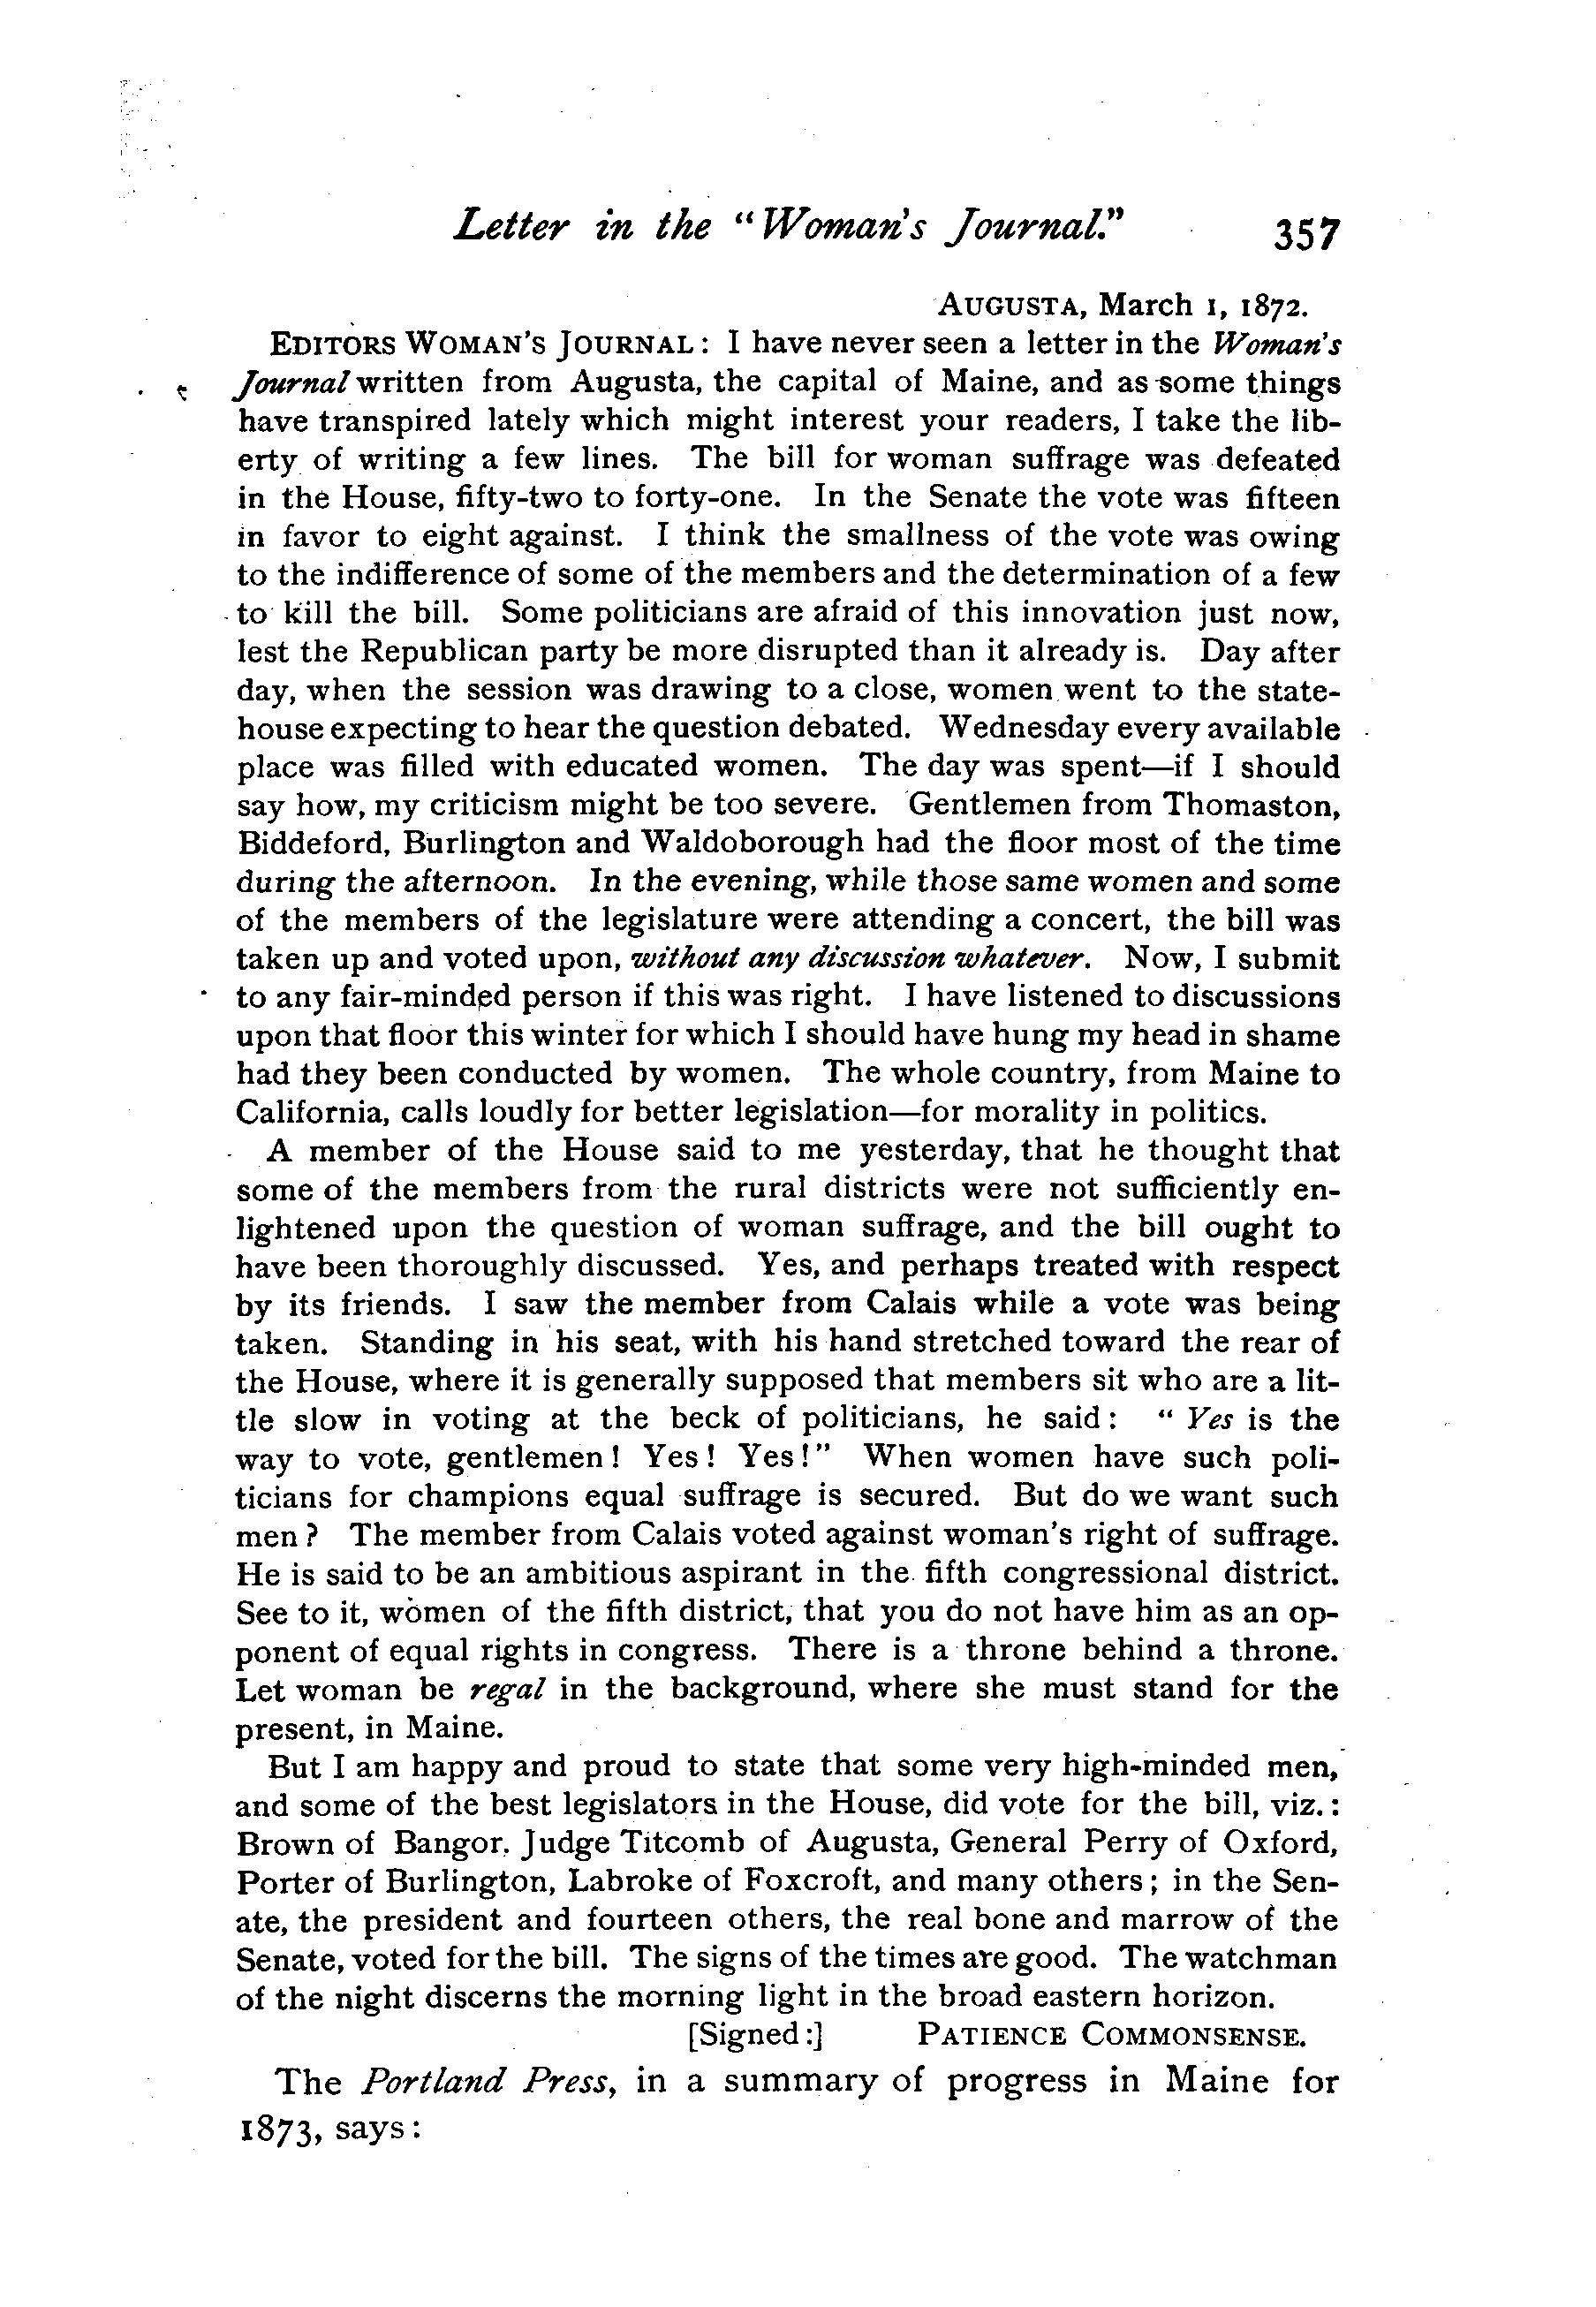 Letter in the "Woman's Journal." 357
AUGUSTA, March 1, 1872.
EDITORS WOMAN'S JOURNAL: I have never seen a letter in the Woman's
Journal written from Augusta, the capital of Maine, and as some things
have transpired lately which might interest your readers, I take the lib-
erty of writing a few lines. The bill for woman suffrage was defeated
in the House, fifty-two to forty-one. In the Senate the vote was fifteen
in favor to eight against. I think the smallness of the vote was owing
to the indifference of some of the members and the determination of a few
to kill the bill. Some politicians are afraid of this innovation just now,
lest the Republican party be more disrupted than it already is. Day after
day, when the session was drawing to a close, women went to the state-
house expecting to hear the question debated. Wednesday every available
place was filled with educated women. The day was spent—if I should
say how, my criticism might be too severe. Gentlemen from Thomaston,
Biddeford, Burlington and Waldoborough had the floor most of the time
during the afternoon. In the evening, while those same women and some
of the members of the legislature were attending a concert, the bill was
taken up and voted upon, without any discussion whatever. Now, I submit
to any fair-minded person if this was right. I have listened to discussions
upon that floor this winter for which I should have hung my head in shame
had they been conducted by women. The whole country, from Maine to
California, calls loudly for better legislation—for morality in politics.
A member of the House said to me yesterday, that he thought that
some of the members from the rural districts were not sufficiently en-
lightened upon the question of woman suffrage, and the bill ought to
have been thoroughly discussed. Yes, and perhaps treated with respect
by its friends. I saw the member from Calais while a vote was being
taken. Standing in his seat, with his hand stretched toward the rear of
the House, where it is generally supposed that members sit who are a lit-
tle slow in voting at the beck of politicians, he said: "Yes is the
way to vote, gentlemen! Yes! Yes!" When women have such poli-
ticians for champions equal suffrage is secured. But do we want such
men? The member from Calais voted against woman's right of suffrage.
He is said to be an ambitious aspirant in the fifth congressional district.
See to it, women of the fifth district, that you do not have him as an op-
ponent of equal rights in congress. There is a throne behind a throne.
Let woman be regal in the background, where she must stand for the
present, in Maine.
But I am happy and proud to state that some very high-minded men,
and some of the best legislators in the House, did vote for the bill, viz.:
Brown of Bangor, Judge Titcomb of Augusta, General Perry of Oxford,
Porter of Burlington, Labroke of Foxcroft, and many others; in the Sen-
ate, the president and fourteen others, the real bone and marrow of the
Senate, voted for the bill. The signs of the times are good. The watchman
of the night discerns the morning light in the broad eastern horizon.
[Signed:] PATIENCE COMMONSENSE.
The Portland Press, in a summary of progress in Maine for
1873, says: